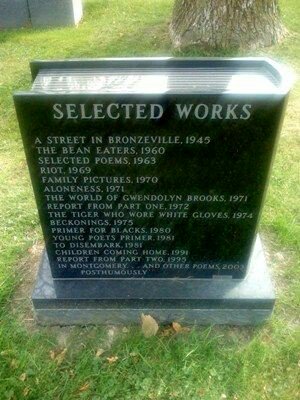 SELECTED WORKS
A STREET IN BRONZEVILLE, 1945
THE BEAN EATERS, 1960
SELECTED POEMS, 1963
RIOT, 1969
FAMILY PICTURES, 1970
ALONENESS, 1971
THE WORLD OF GWENDOLYN BROOKS, 1971
REPORT FROM PART ONE, 1972
THE TIGER WHO WORE WHITE GLOVES, 1974
BECKONINGS, 1975
PRIMER FOR BLACKS, 1980
YOUNG POETS PRIMER, 1981
TO DISEMBARK, 1981
CHILDREN COMING HOME, 1991
REPORT FROM PART TWO, 1995
IN MONTGOMERY. . . AND OTHER POEMS, 2003
POSTHUMOUSLY